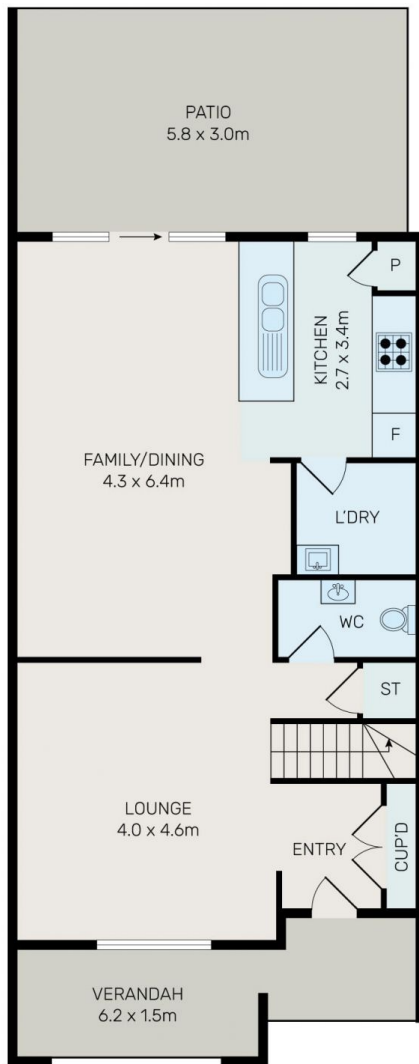 PATIO
5.8 x 3.0m
P
KITCHEN
2.7 x 3.4m
F
FAMILY/DINING
4.3 x 6.4m
L'DRY
WC
ST
LOUNGE
4.0 x 4.6m
ENTRY
CUP'D
VERANDAH
6.2 x 1.5m